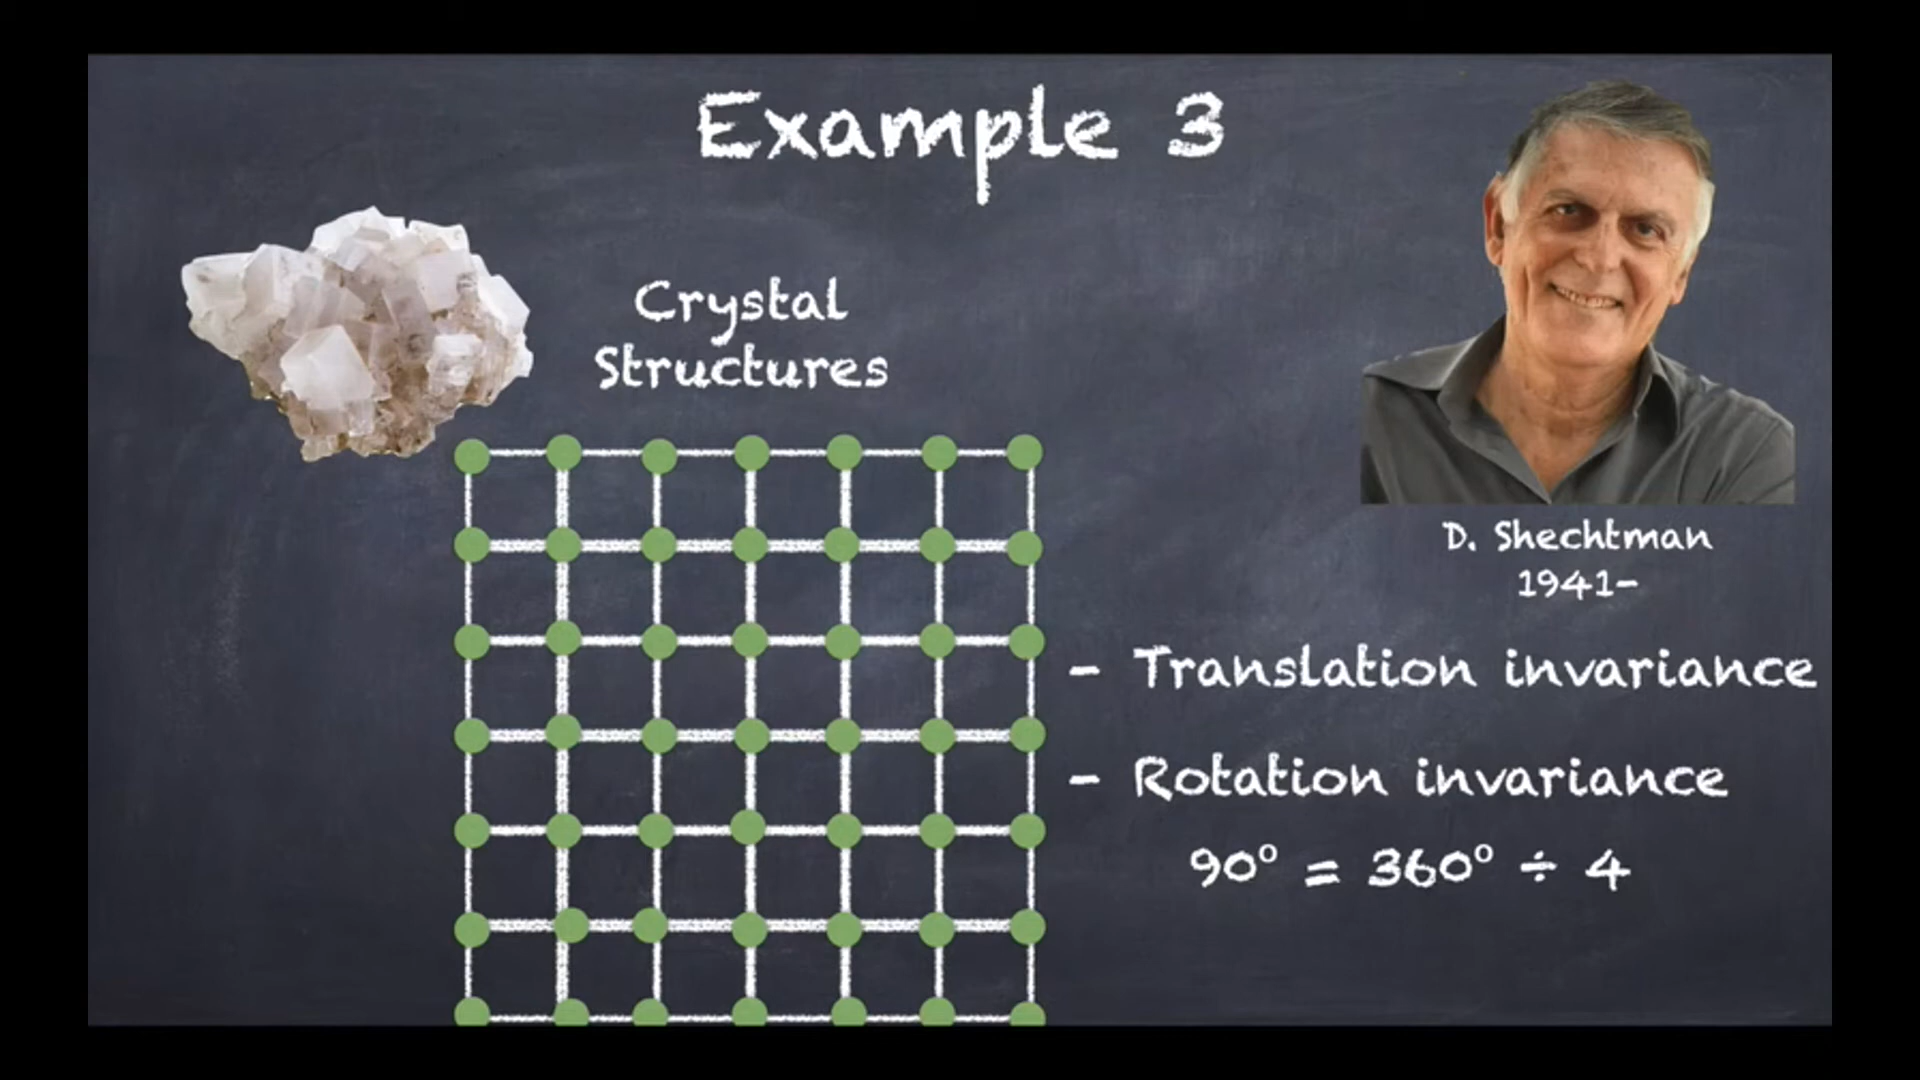 Example 3
Crystal
Structures
D. Shechtman
1941-
- Translation invariance
- Rotation invariance
90° = 360° ÷ 4